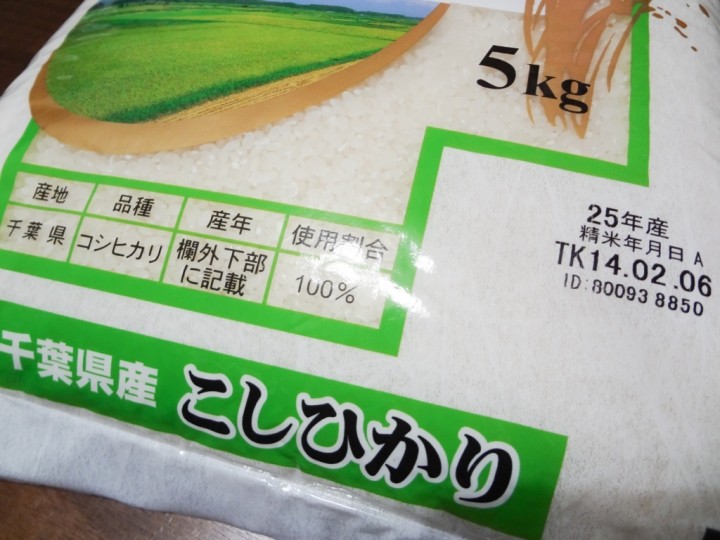 5kg
産地 品種 産年 使用割合
千葉県 コシヒカリ 欄外下部に記載 100%
25年産
精米年月日 A
TK14.02.06
ID:80093 8850
千葉県産 こしひかり